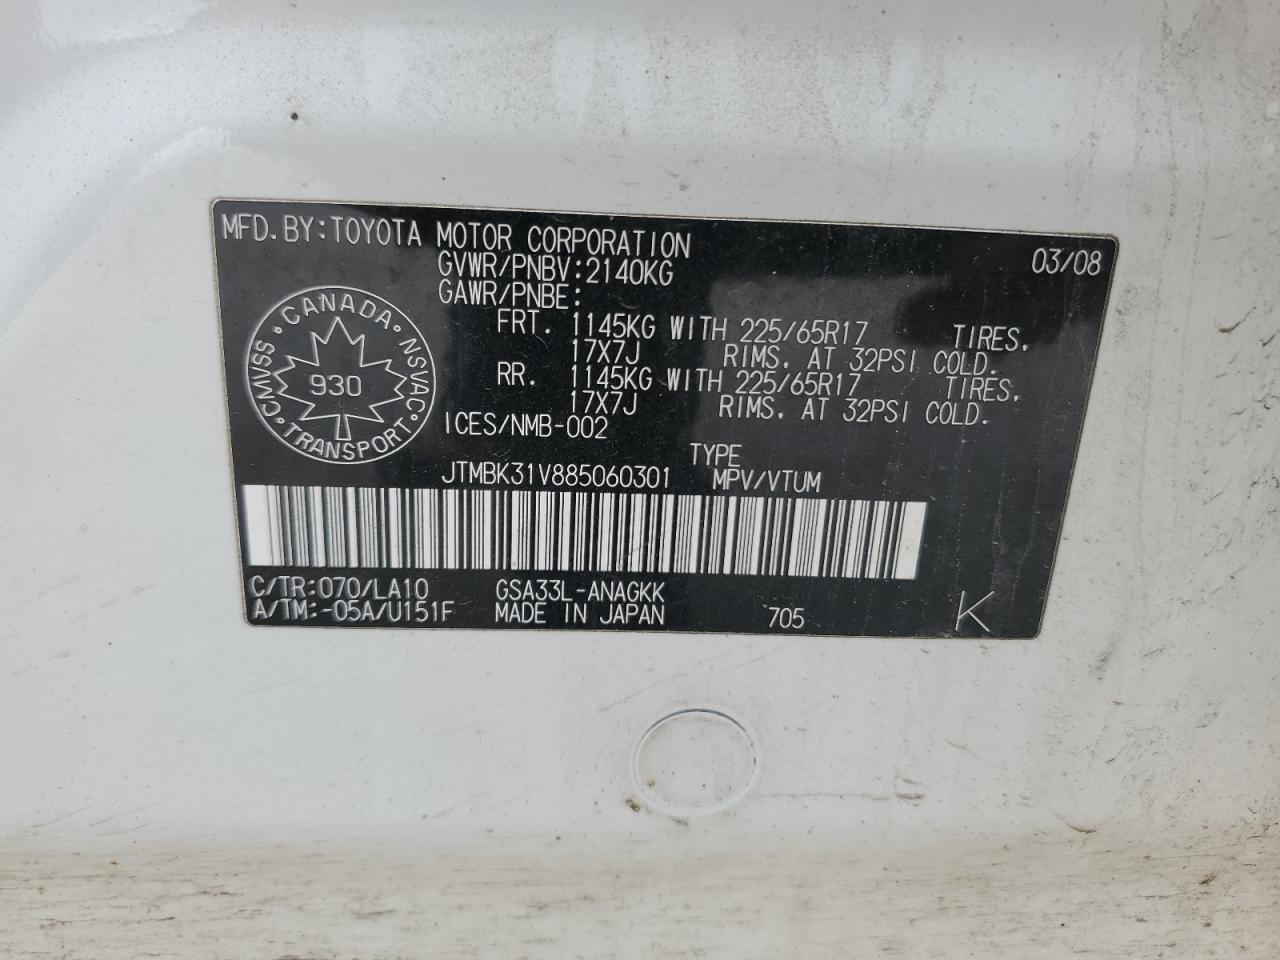 MFD. BY: TOYOTA MOTOR CORPORATION 03/08
GVWR/PNBV: 2140KG
GAWR/PNBE:
FRT. 1145KG WITH 225/65R17 TIRES,
17X7J RIMS, AT 32PSI COLD.
RR. 1145KG WITH 225/65R17 TIRES,
17X7J RIMS, AT 32PSI COLD.
ICES/NMB-002
CANADA · NSVAC · TRANSPORT · CMVSS ·
930
TYPE
JTMBK31V885060301 MPV/VTUM
C/TR: 070/LA10 GSA33L-ANAGKK
A/TM: -05A/U151F MADE IN JAPAN 705 K